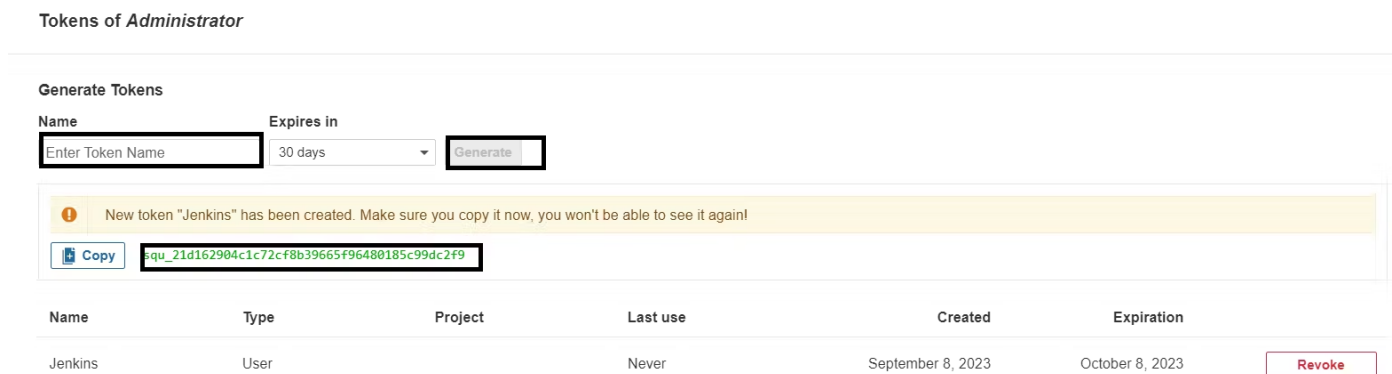 Tokens of Administrator
Generate Tokens
Name Expires in
Enter Token Name 30 days Generate
New token "Jenkins" has been created. Make sure you copy it now, you won't be able to see it again!
Copy squ_21d162904c1c72cf8b39665f96480185c99dc2f9
Name Type Project Last use Created Expiration
Jenkins User Never September 8, 2023 October 8, 2023 Revoke